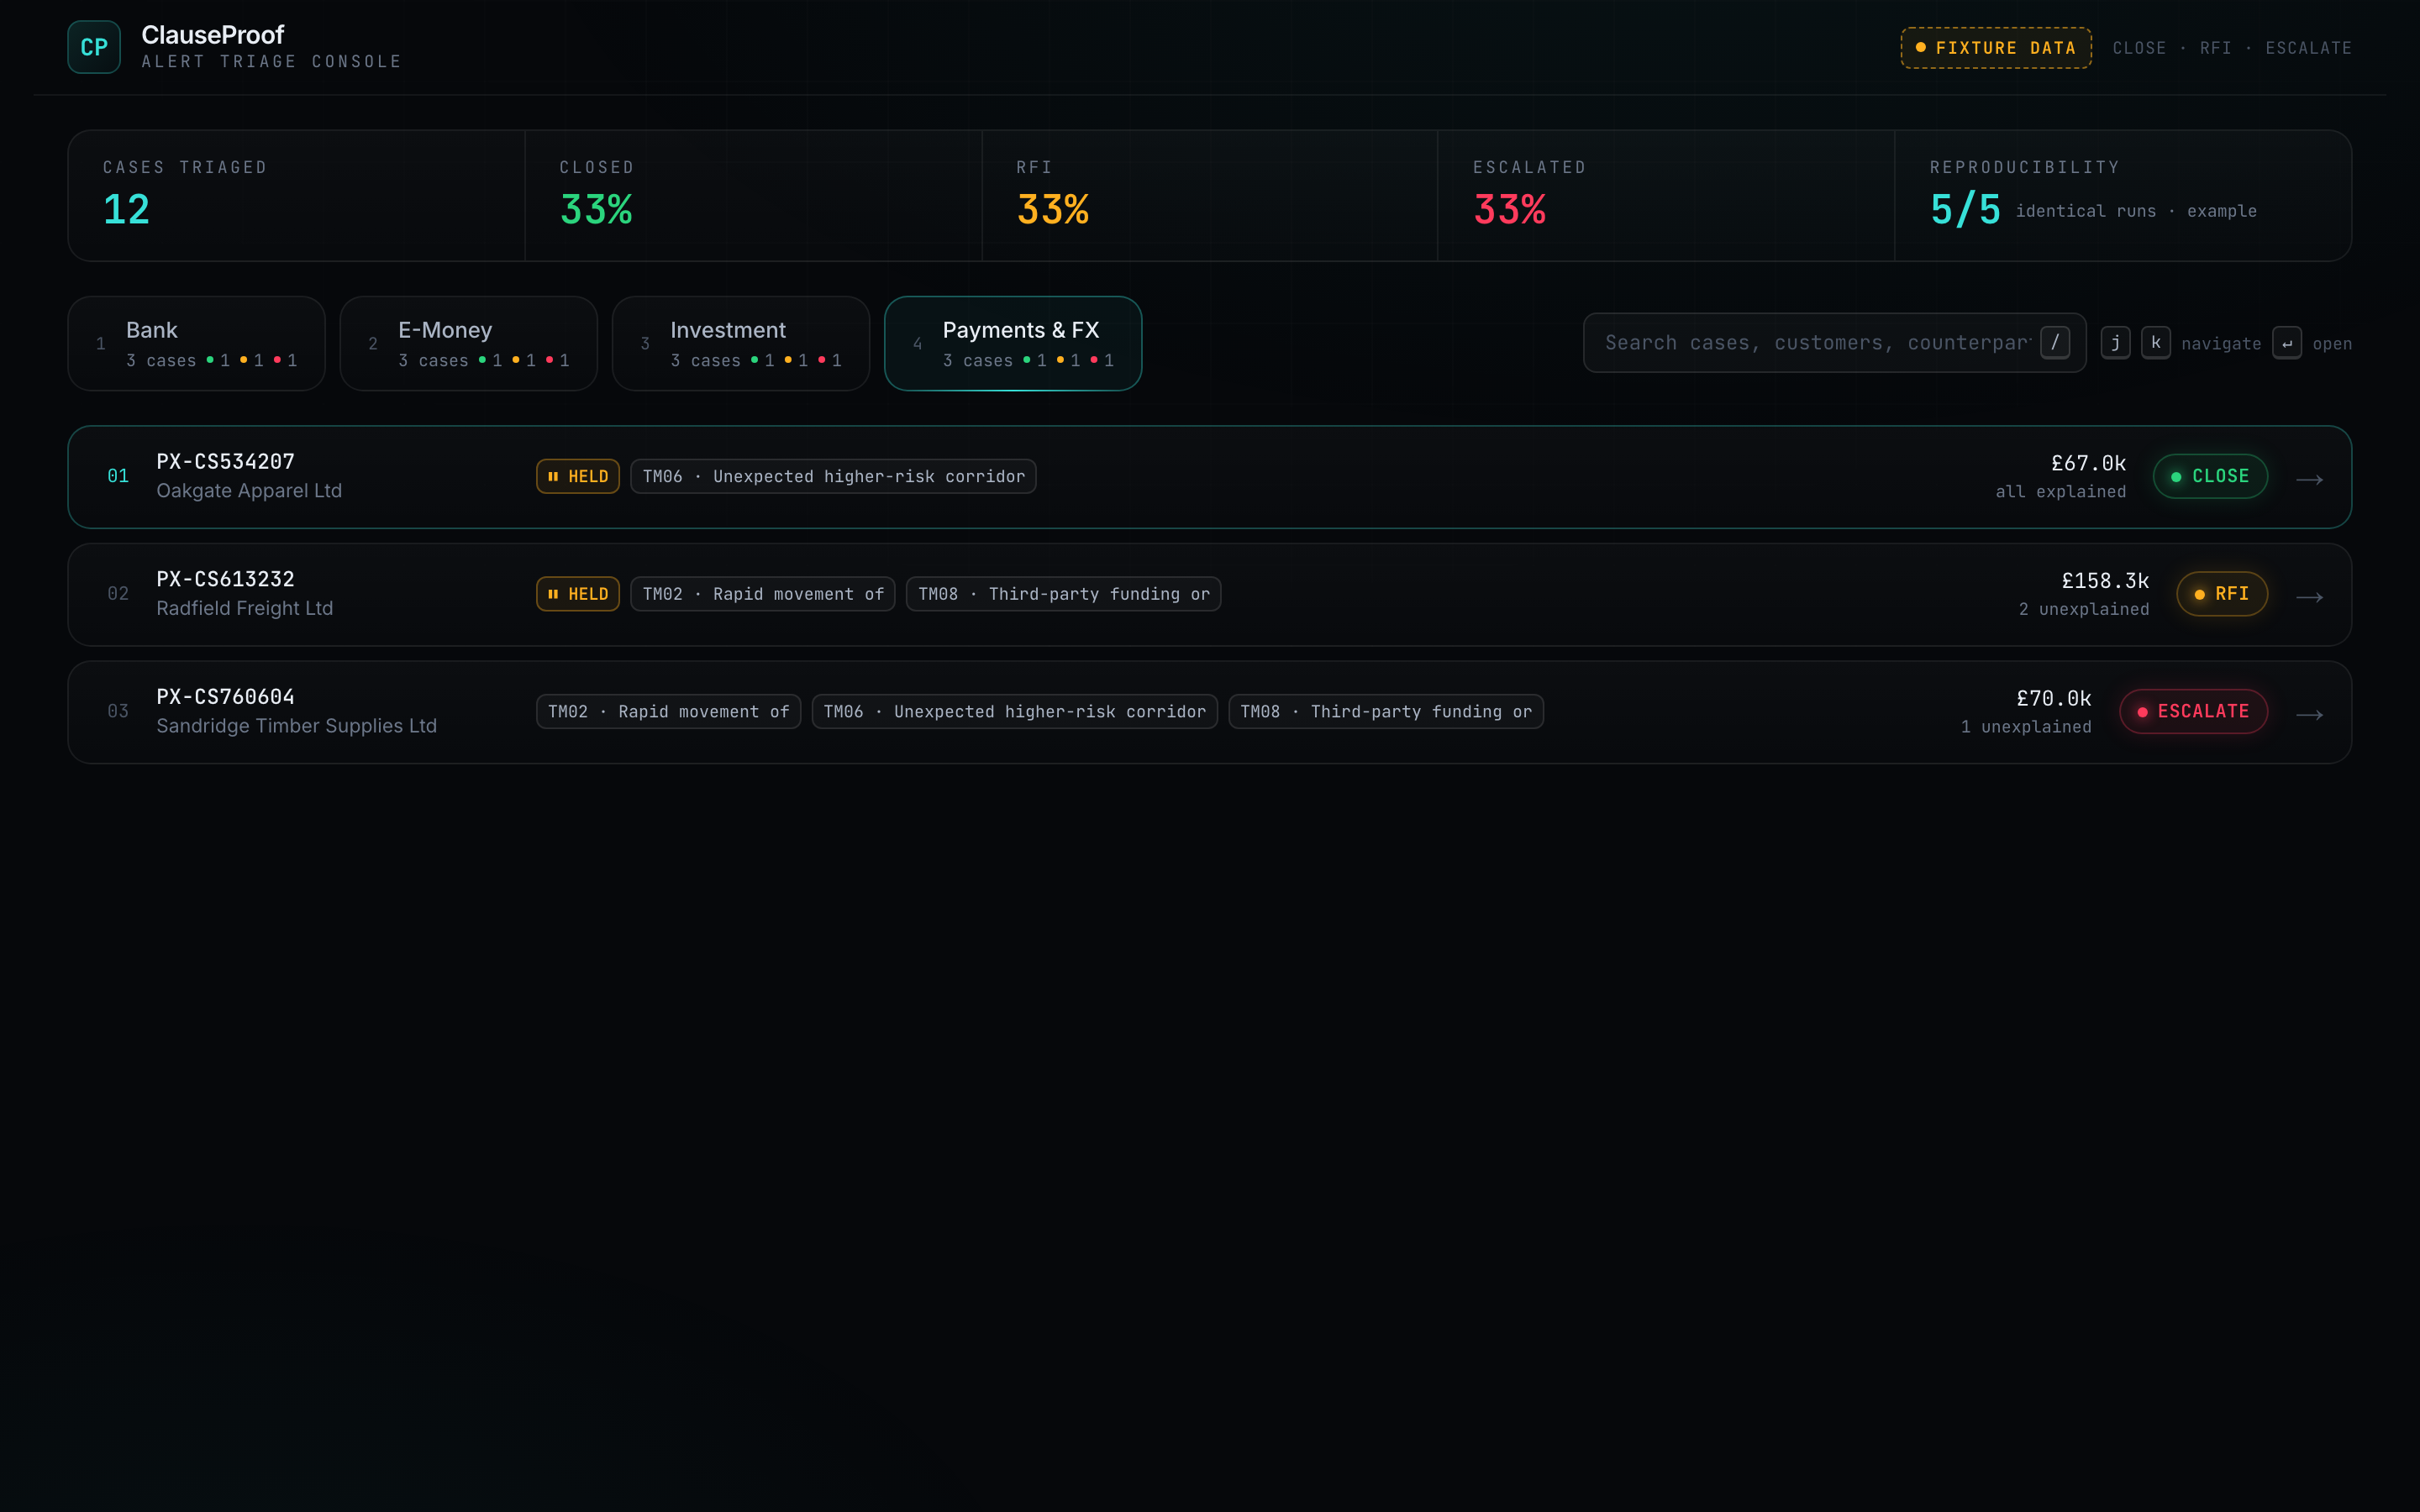 CP
ClauseProof
ALERT TRIAGE CONSOLE
FIXTURE DATA
CLOSE · RFI · ESCALATE
CASES TRIAGED
12
CLOSED
33%
RFI
33%
ESCALATED
33%
REPRODUCIBILITY
5/5 identical runs · example
1
Bank
3 cases 1 1 1
2
E-Money
3 cases 1 1 1
3
Investment
3 cases 1 1 1
4
Payments & FX
3 cases 1 1 1
Search cases, customers, counterpar
/
j k navigate ↵ open
01
PX-CS534207
Oakgate Apparel Ltd
HELD
TM06 · Unexpected higher-risk corridor
£67.0k
all explained
CLOSE →
02
PX-CS613232
Radfield Freight Ltd
HELD
TM02 · Rapid movement of
TM08 · Third-party funding or
£158.3k
2 unexplained
RFI →
03
PX-CS760604
Sandridge Timber Supplies Ltd
TM02 · Rapid movement of
TM06 · Unexpected higher-risk corridor
TM08 · Third-party funding or
£70.0k
1 unexplained
ESCALATE →